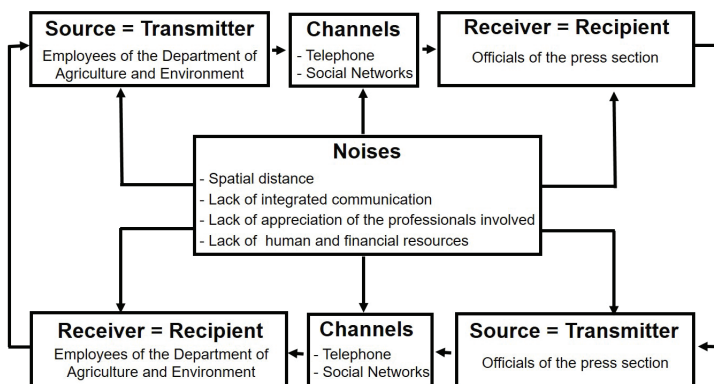 Source = Transmitter
Employees of the Department of
Agriculture and Environment
Channels
- Telephone
- Social Networks
Receiver = Recipient
Officials of the press section
Noises
- Spatial distance
- Lack of integrated communication
- Lack of appreciation of the professionals involved
- Lack of human and financial resources
Receiver = Recipient
Employees of the Department of
Agriculture and Environment
Channels
- Telephone
- Social Networks
Source = Transmitter
Officials of the press section